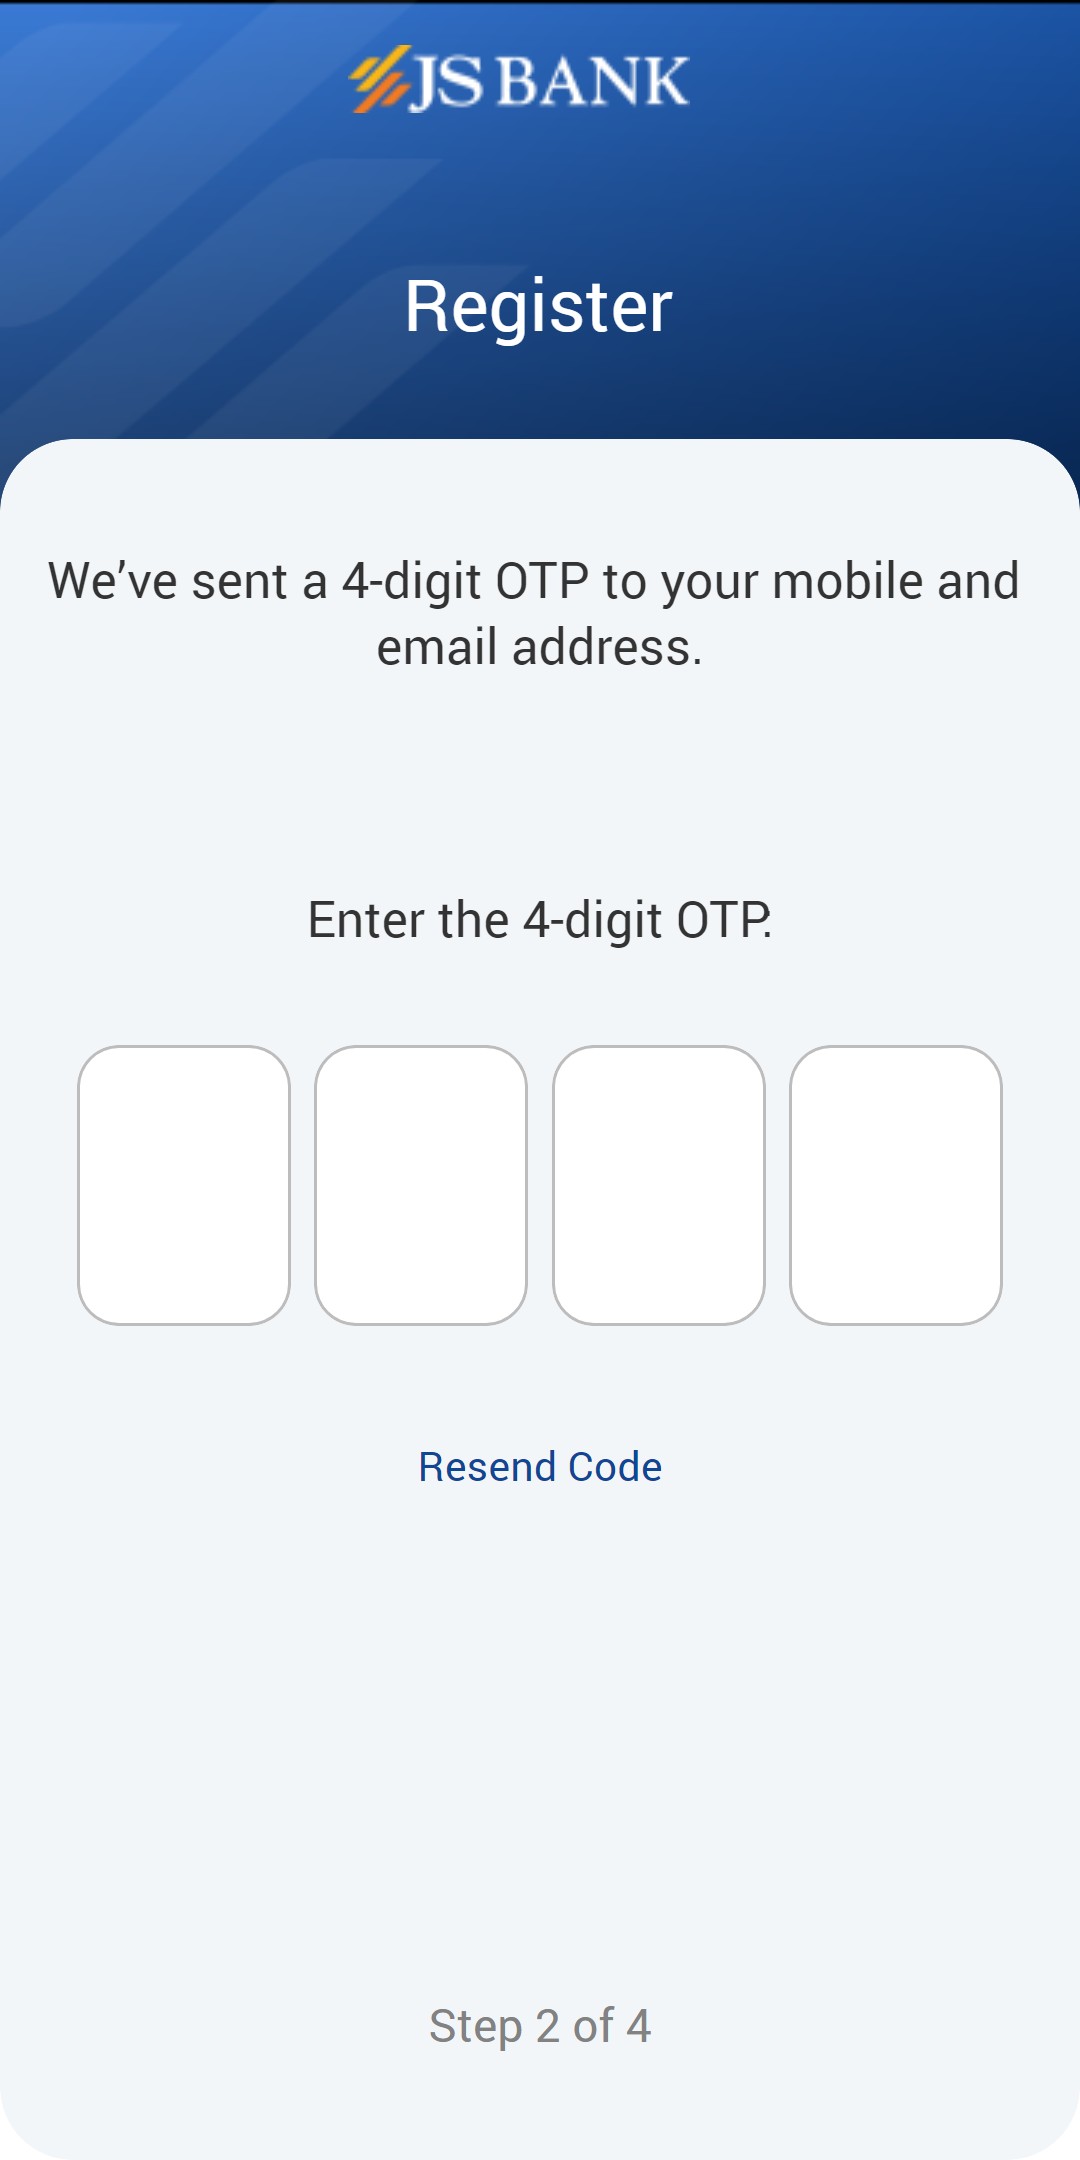 JS BANK
Register
We’ve sent a 4-digit OTP to your mobile and
email address.
Enter the 4-digit OTP.
Resend Code
Step 2 of 4